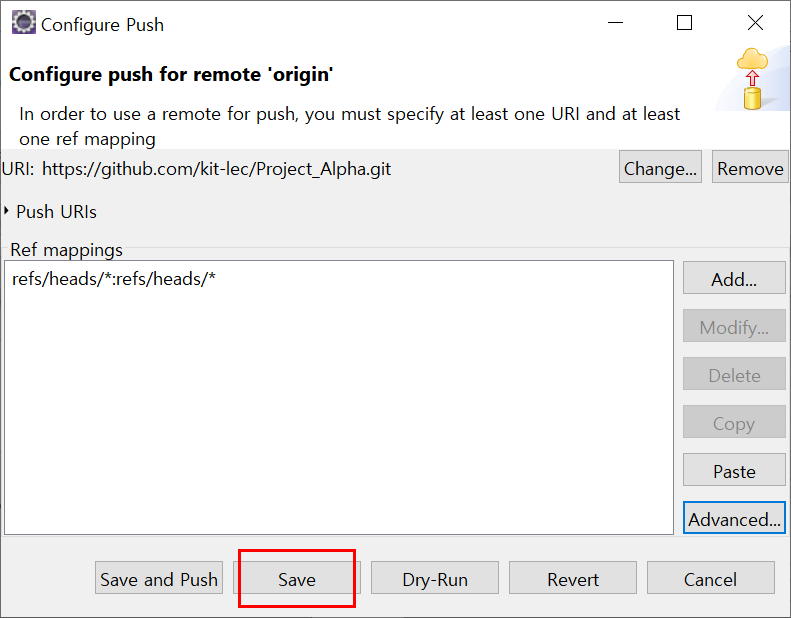 Configure Push
Configure push for remote 'origin'
In order to use a remote for push, you must specify at least one URI and at least
one ref mapping
URI: https://github.com/kit-lec/Project_Alpha.git
Change...
Remove
Push URIs
Ref mappings
refs/heads/*:refs/heads/*
Add...
Modify...
Delete
Copy
Paste
Advanced...
Save and Push
Save
Dry-Run
Revert
Cancel